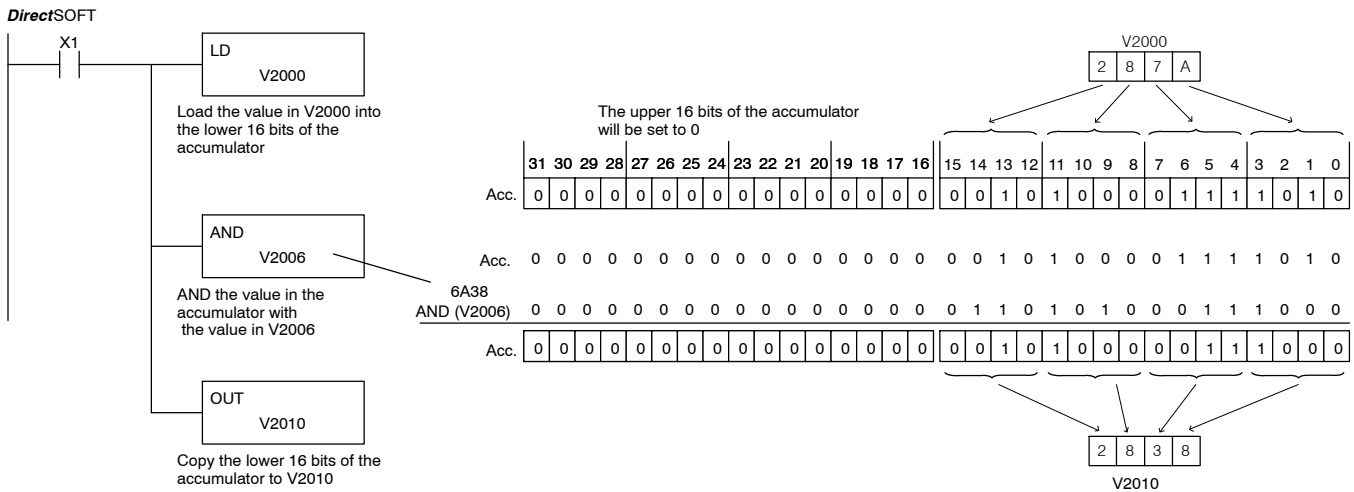 DirectSOFT
X1
LD
V2000
Load the value in V2000 into
the lower 16 bits of the
accumulator
AND
V2006
AND the value in the
accumulator with
the value in V2006
OUT
V2010
Copy the lower 16 bits of the
accumulator to V2010
V2000
2 8 7 A
The upper 16 bits of the accumulator
will be set to 0
31 30 29 28 27 26 25 24 23 22 21 20 19 18 17 16 15 14 13 12 11 10 9 8 7 6 5 4 3 2 1 0
Acc. 0 0 0 0 0 0 0 0 0 0 0 0 0 0 0 0 0 0 1 0 1 0 0 0 0 1 1 1 1 0 1 0
Acc. 0 0 0 0 0 0 0 0 0 0 0 0 0 0 0 0 0 0 1 0 1 0 0 0 0 1 1 1 1 0 1 0
6A38
AND (V2006) 0 0 0 0 0 0 0 0 0 0 0 0 0 0 0 0 0 1 1 0 1 0 1 0 0 0 1 1 1 0 0 0
Acc. 0 0 0 0 0 0 0 0 0 0 0 0 0 0 0 0 0 0 1 0 1 0 0 0 0 0 1 1 1 0 0 0
2 8 3 8
V2010